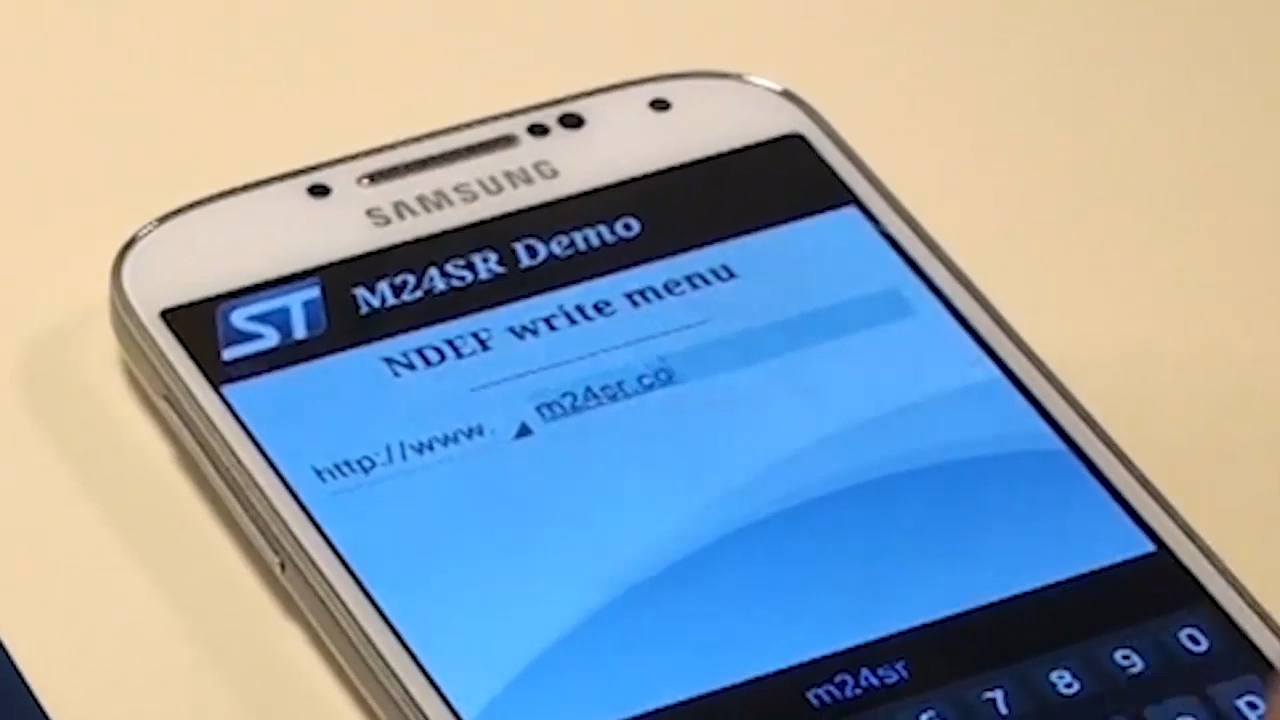 SAMSUNG
ST M24SR Demo
NDEF write menu
http://www. m24sr.co
m24sr
7 8 9 0
p